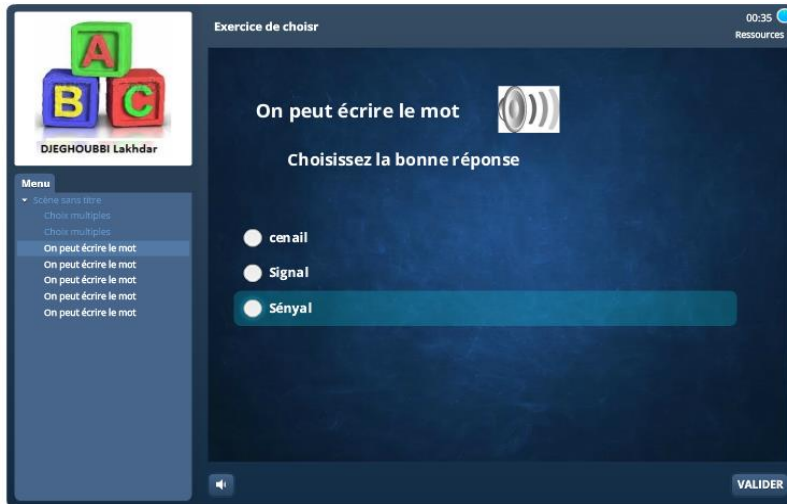 Exercice de choisr
00:35
Ressources
A
B C
DJEGHOUBBI Lakhdar
Menu
Scène sans titre
Choix multiples
Choix multiples
On peut écrire le mot
On peut écrire le mot
On peut écrire le mot
On peut écrire le mot
On peut écrire le mot
On peut écrire le mot
Choisissez la bonne réponse
cenail
Signal
Sényal
VALIDER